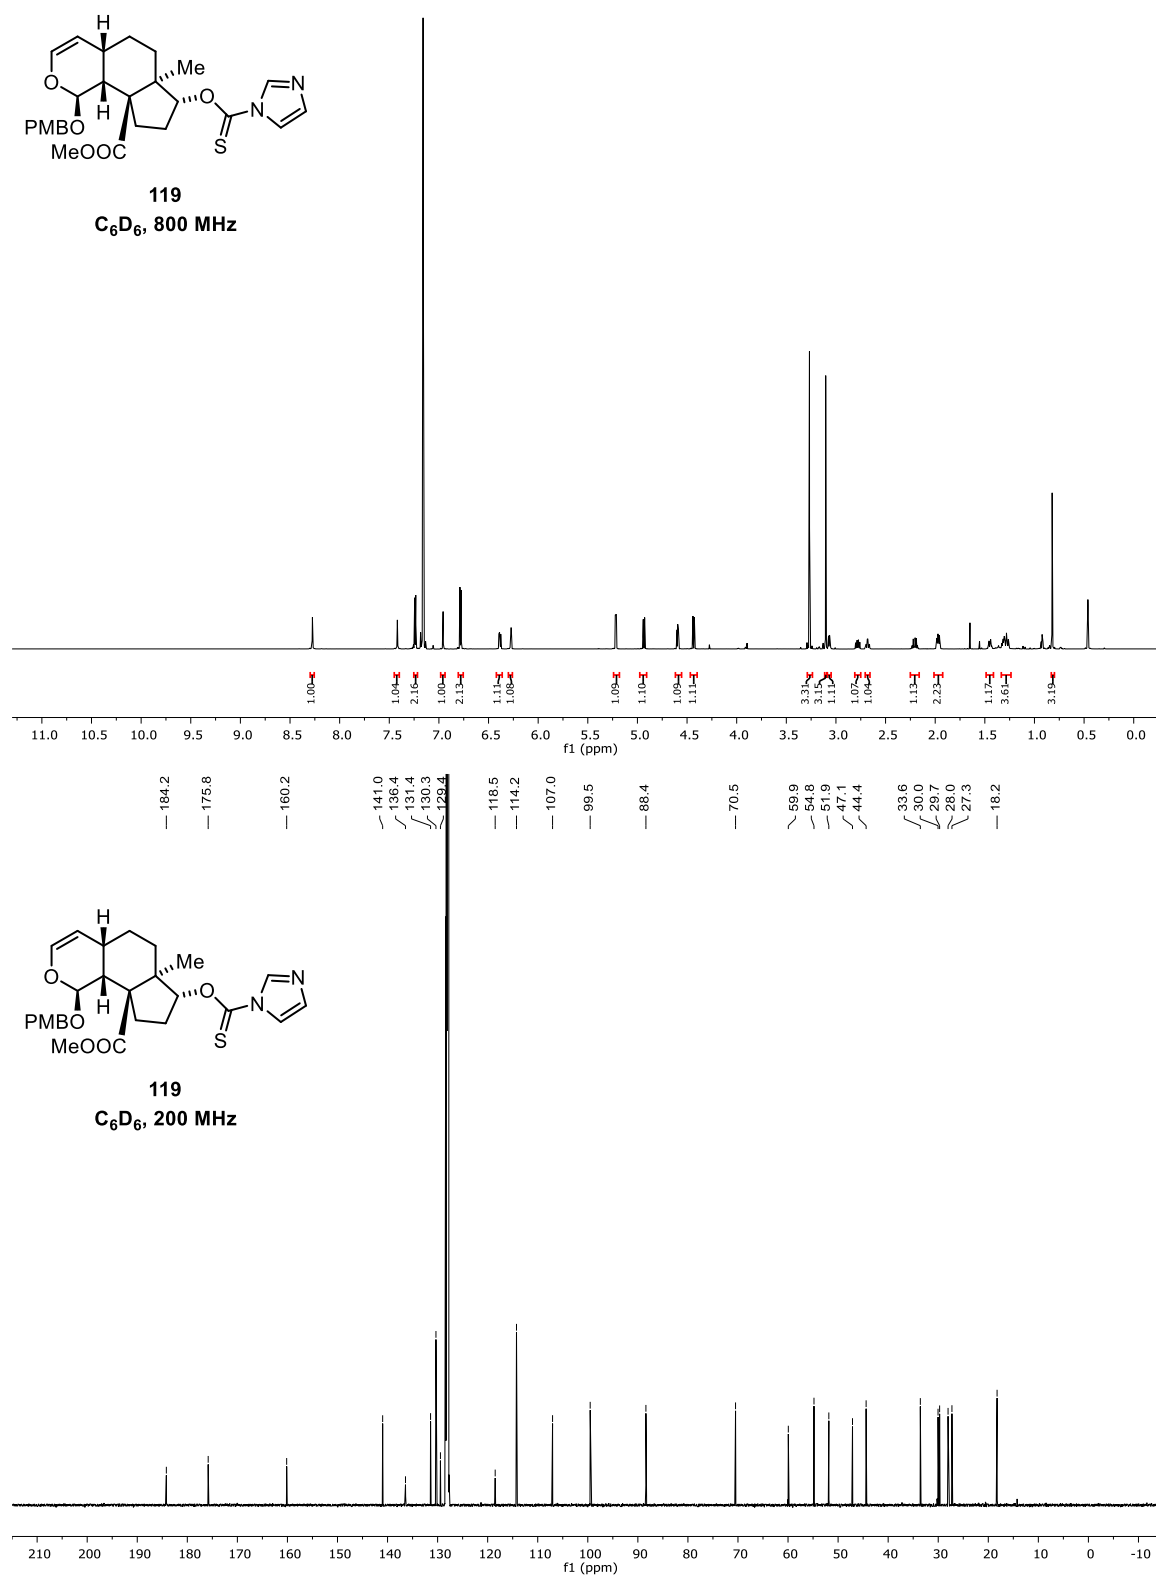 H
Me
O
N
N
O
H
S
PMBO
MeOOC
119
C₆D₆, 800 MHz
1.00
1.04
2.16
1.00
2.13
1.11
1.08
1.09
1.10
1.09
1.11
3.31
3.15
1.11
1.07
1.04
1.13
2.23
1.17
3.61
3.19
11.0 10.5 10.0 9.5 9.0 8.5 8.0 7.5 7.0 6.5 6.0 5.5 5.0 4.5 4.0 3.5 3.0 2.5 2.0 1.5 1.0 0.5 0.0
f1 (ppm)
184.2
175.8
160.2
141.0
136.4
131.4
130.3
129.4
118.5
114.2
107.0
99.5
88.4
70.5
59.9
54.8
51.9
47.1
44.4
33.6
30.0
29.7
28.0
27.3
18.2
H
Me
O
N
N
O
H
S
PMBO
MeOOC
119
C₆D₆, 200 MHz
210 200 190 180 170 160 150 140 130 120 110 100 90 80 70 60 50 40 30 20 10 0 -10
f1 (ppm)